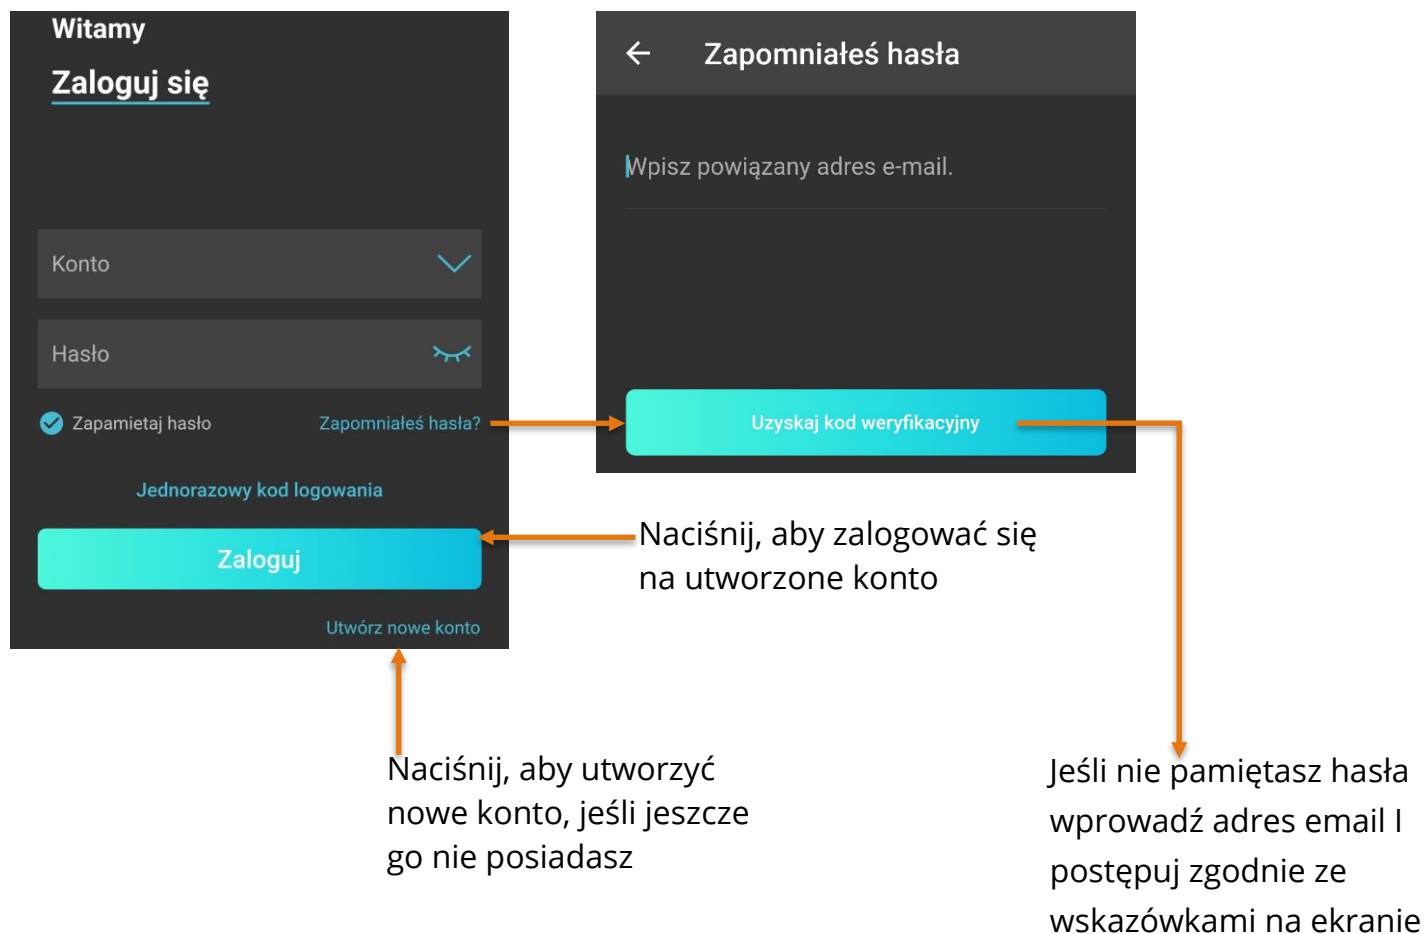 Witamy
Zaloguj się
Konto
Hasło
Zapamietaj hasło
Zapomniałeś hasła?
Jednorazowy kod logowania
Zaloguj
Utwórz nowe konto
Zapomniałeś hasła
Wpisz powiązany adres e-mail.
Uzyskaj kod weryfikacyjny
Naciśnij, aby zalogować się
na utworzone konto
Naciśnij, aby utworzyć
nowe konto, jeśli jeszcze
go nie posiadasz
Jeśli nie pamiętasz hasła
wprowadź adres email I
postępuj zgodnie ze
wskazówkami na ekranie